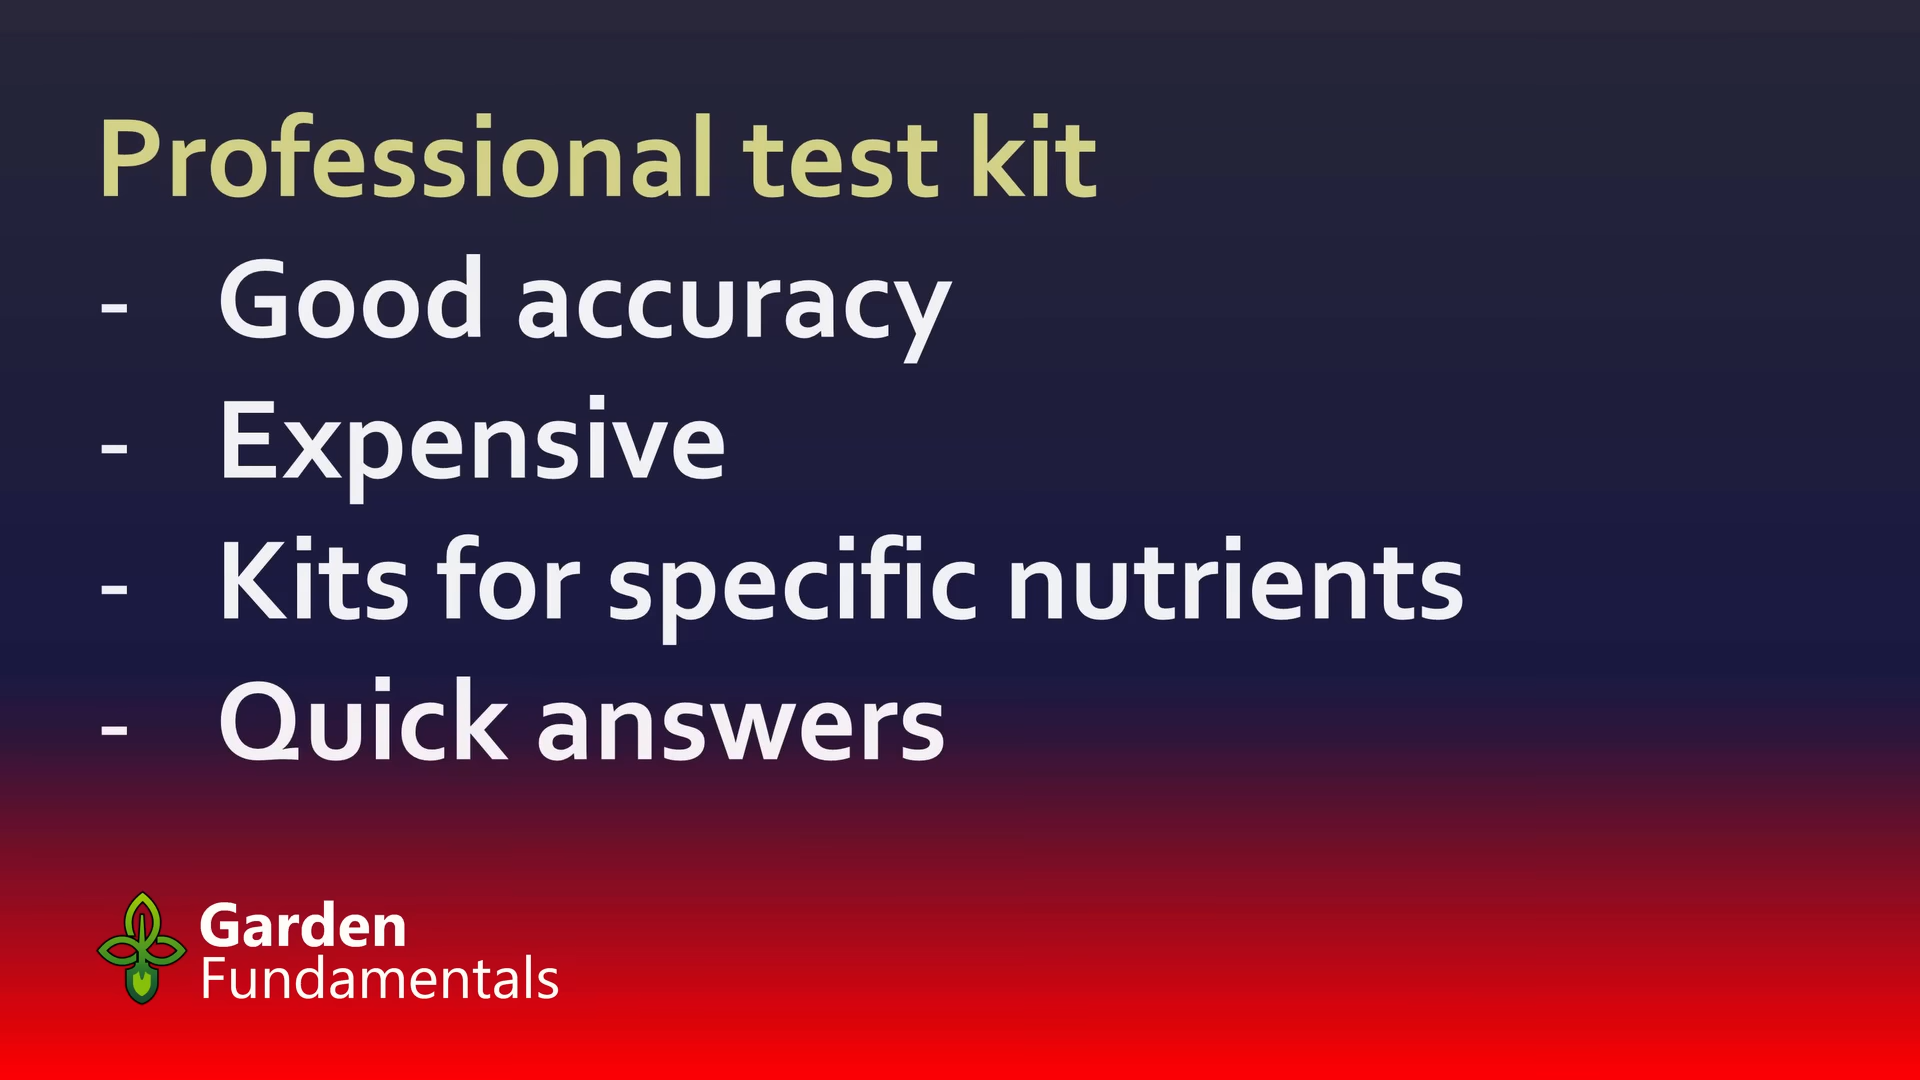 Professional test kit
- Good accuracy
- Expensive
- Kits for specific nutrients
- Quick answers
Garden
Fundamentals